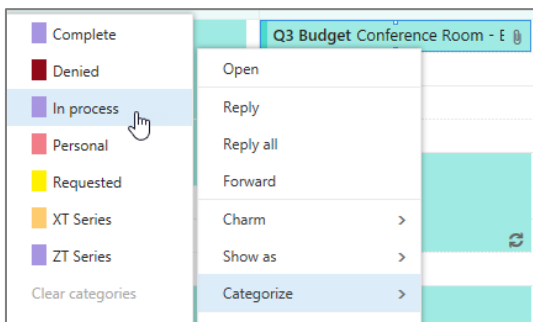 Complete
Denied
In process
Personal
Requested
XT Series
ZT Series
Clear categories
Q3 Budget Conference Room -
Open
Reply
Reply all
Forward
Charm
Show as
Categorize